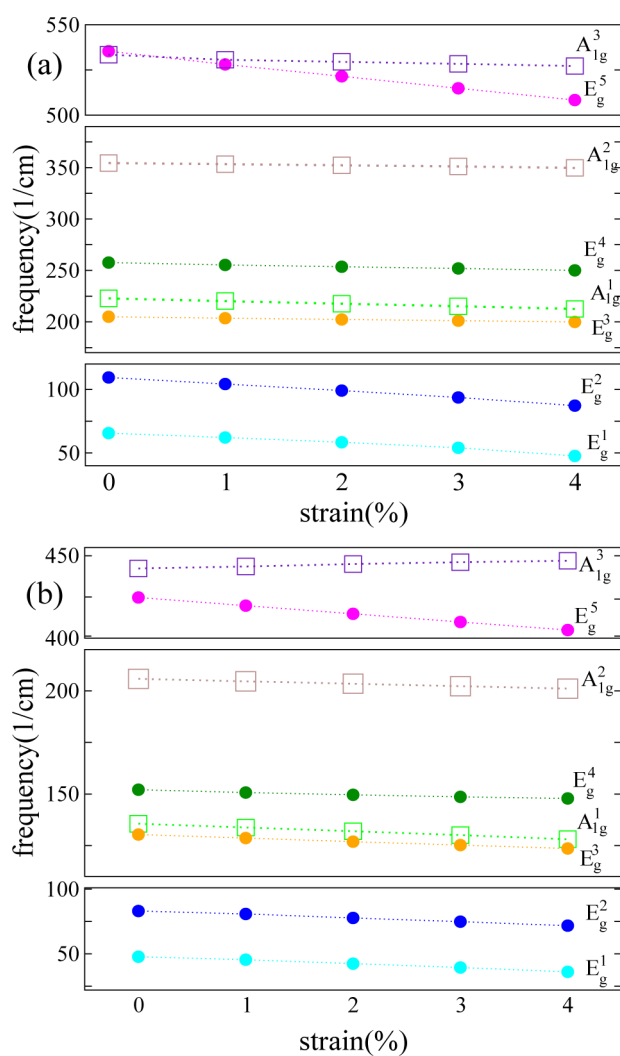 550
(a)
A1g3
Eg5
500
A1g2
350
300
Eg4
250
A1g1
200
Eg3
frequency(1/cm)
100
Eg2
50
Eg1
0 1 2 3 4
strain(%)
450
A1g3
(b)
Eg5
400
A1g2
200
Eg4
150
A1g1
Eg3
frequency(1/cm)
100
Eg2
50
Eg1
0 1 2 3 4
strain(%)